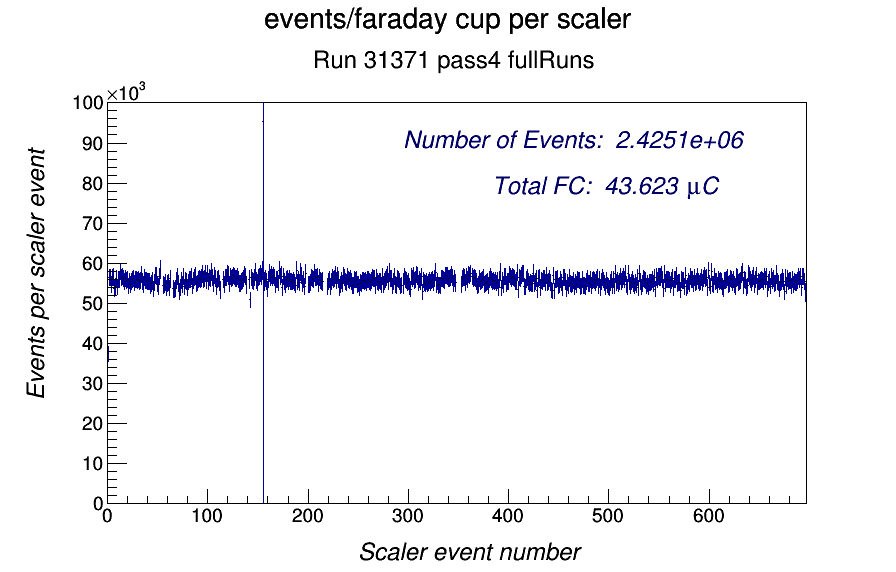 events/faraday cup per scaler
Run 31371 pass4 fullRuns
×10³
100
90
80
70
60
50
40
30
20
10
0
Events per scaler event
Number of Events: 2.4251e+06
Total FC: 43.623 μC
0 100 200 300 400 500 600
Scaler event number